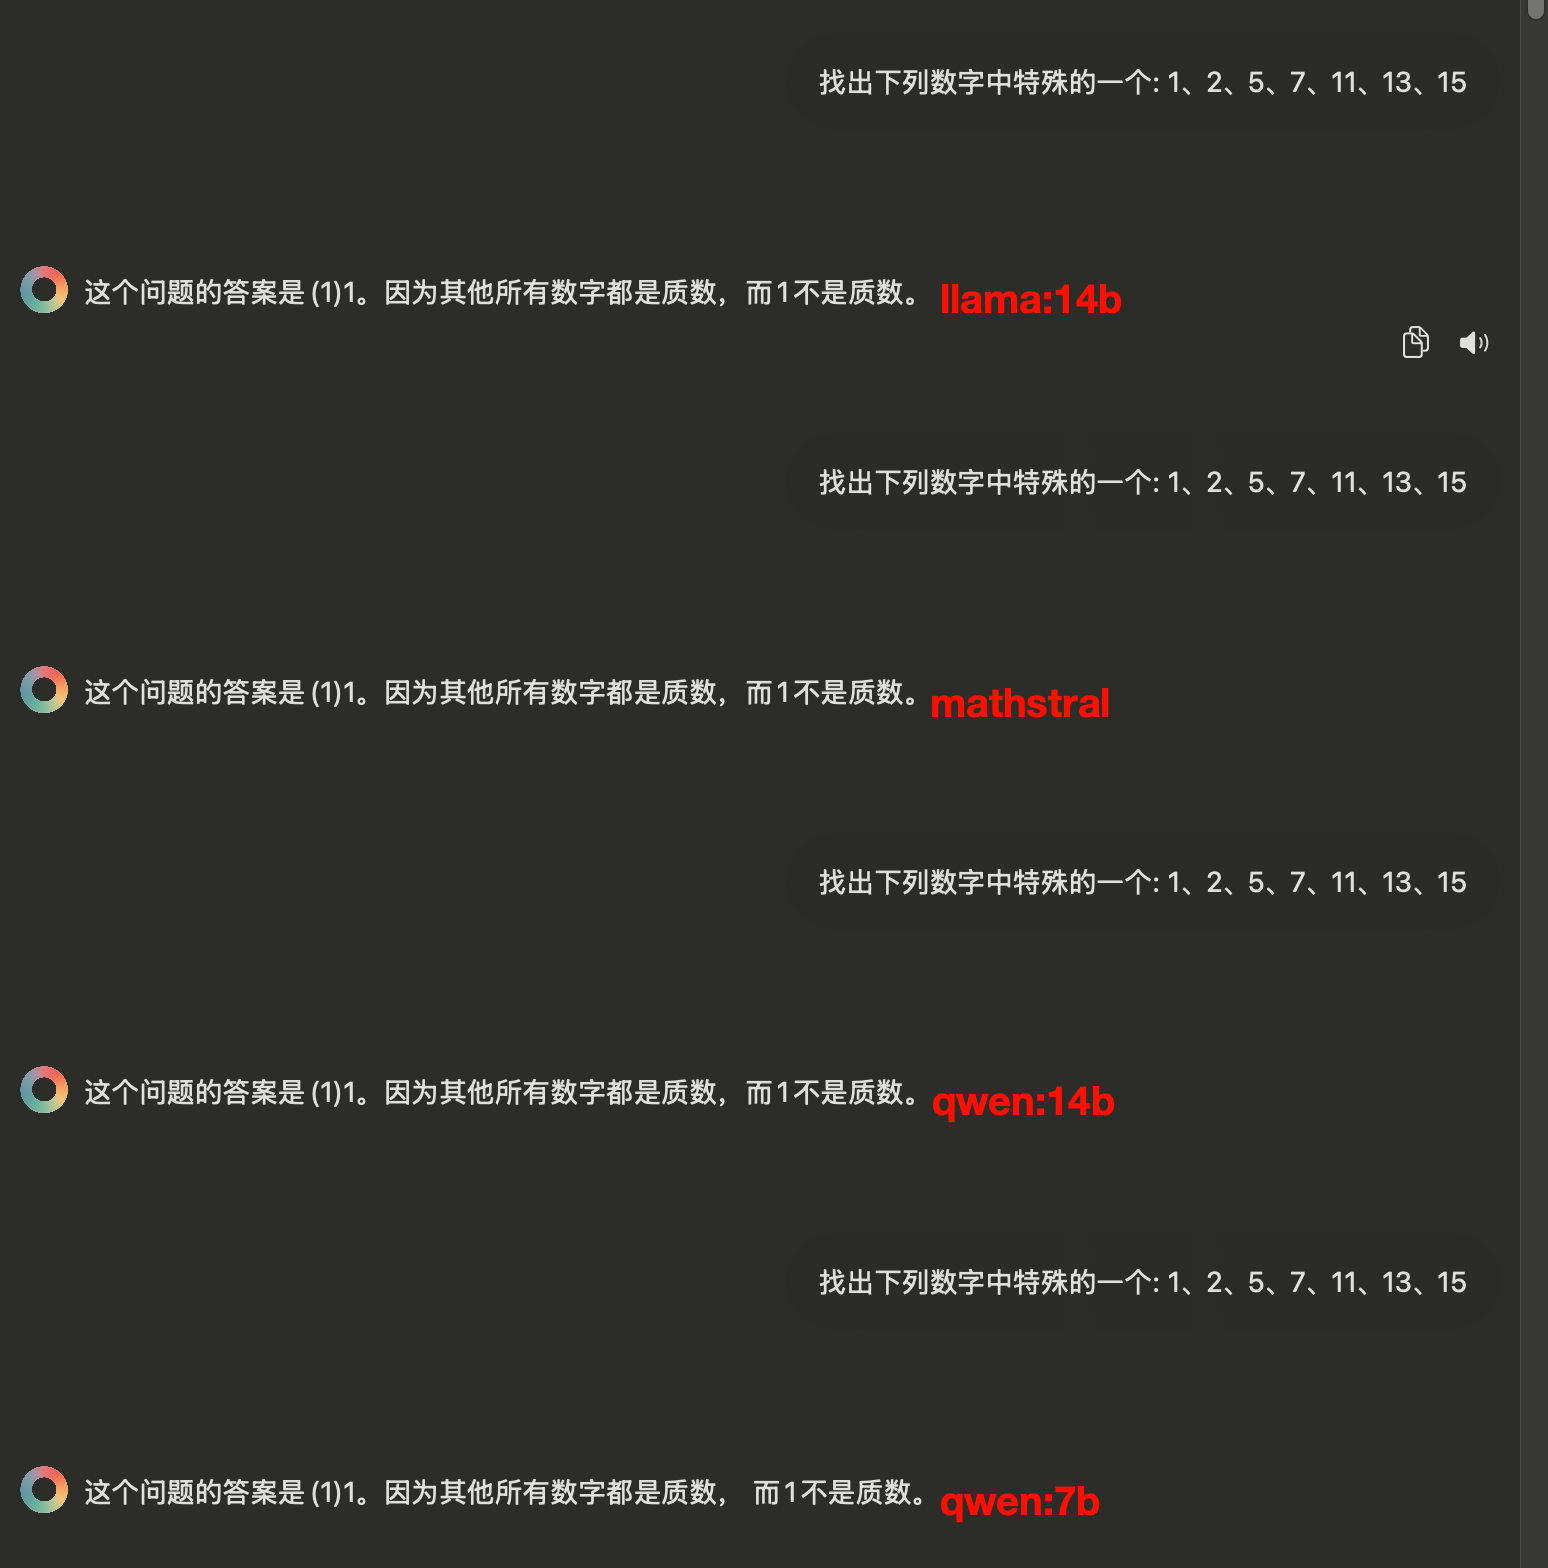 找出下列数字中特殊的一个: 1、2、5、7、11、13、15
这个问题的答案是 (1)1。因为其他所有数字都是质数，而1不是质数。 llama:14b
找出下列数字中特殊的一个: 1、2、5、7、11、13、15
这个问题的答案是 (1)1。因为其他所有数字都是质数，而1不是质数。 mathstral
找出下列数字中特殊的一个: 1、2、5、7、11、13、15
这个问题的答案是 (1)1。因为其他所有数字都是质数，而1不是质数。 qwen:14b
找出下列数字中特殊的一个: 1、2、5、7、11、13、15
这个问题的答案是 (1)1。因为其他所有数字都是质数， 而1不是质数。 qwen:7b